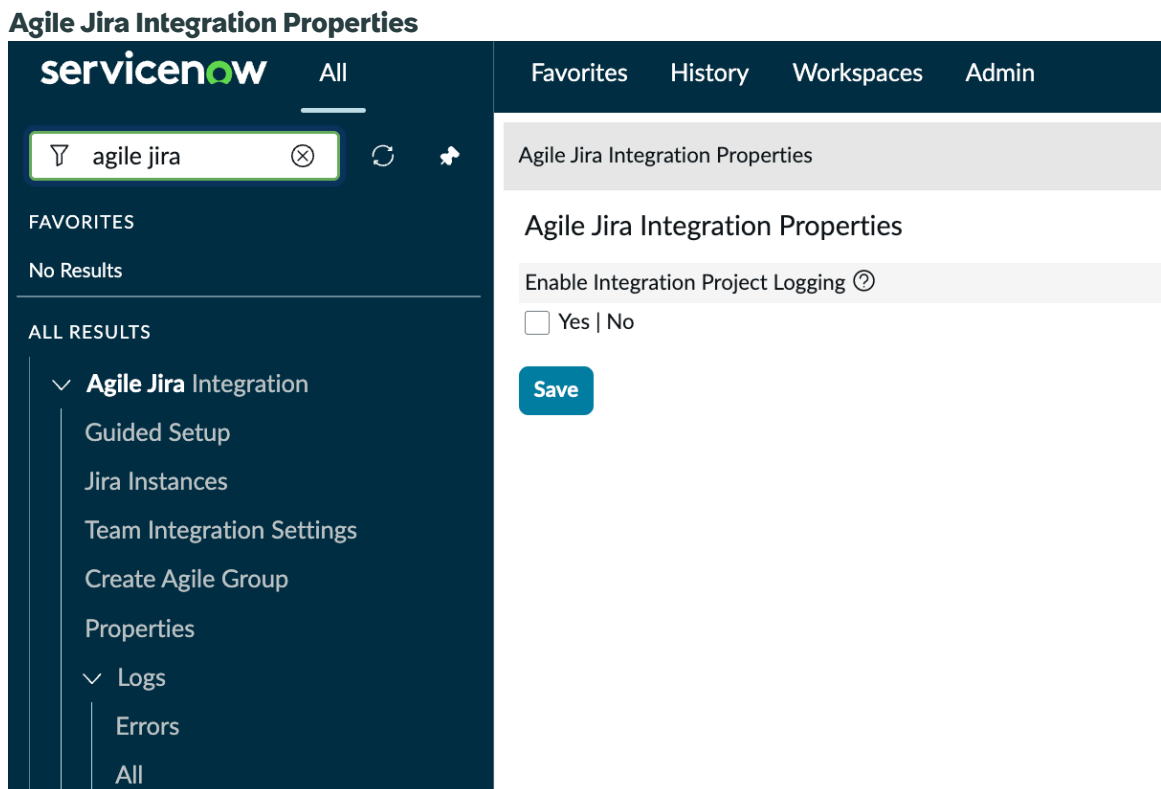 Agile Jira Integration Properties
servicenow
All
Favorites
History
Workspaces
Admin
agile jira
FAVORITES
No Results
ALL RESULTS
Agile Jira Integration
Guided Setup
Jira Instances
Team Integration Settings
Create Agile Group
Properties
Logs
Errors
All
Agile Jira Integration Properties
Agile Jira Integration Properties
Enable Integration Project Logging ?
Yes | No
Save